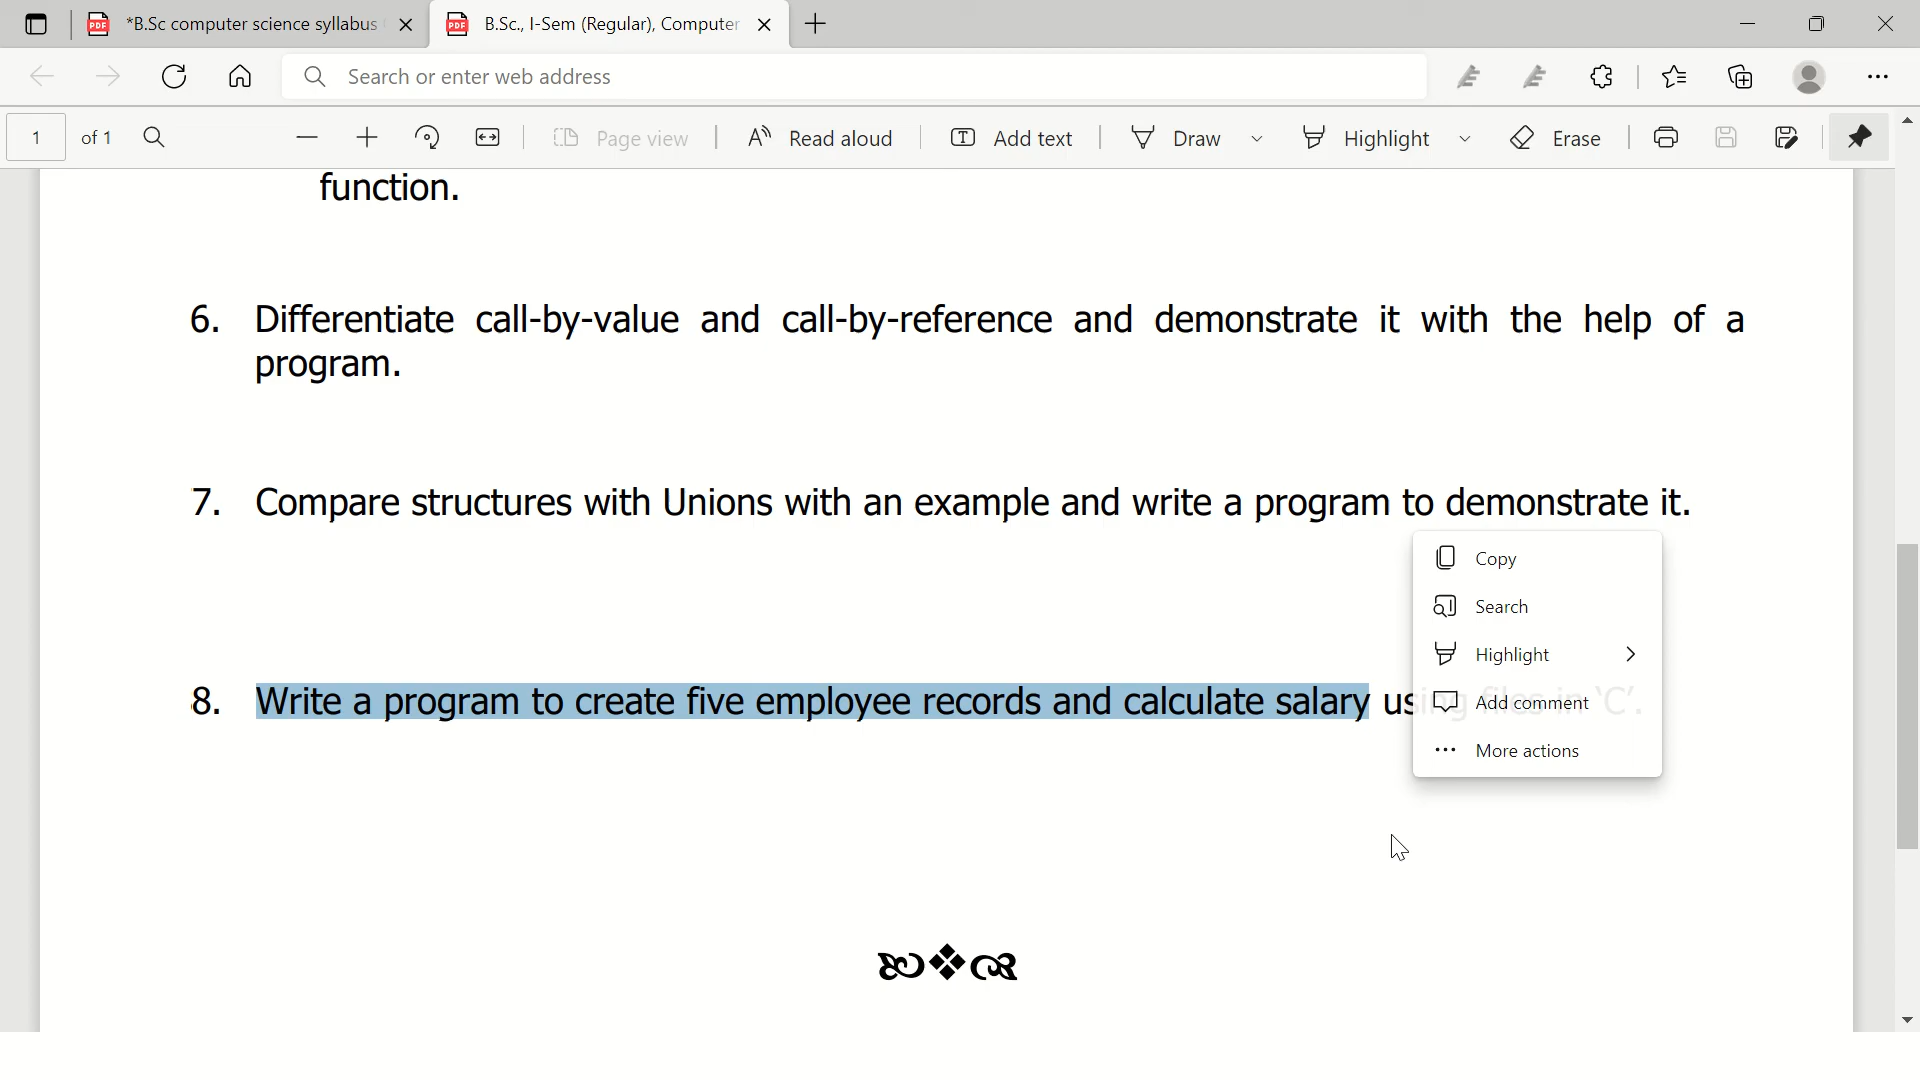 *B.Sc computer science syllabus
B.Sc., I-Sem (Regular), Computer
Search or enter web address
1 of 1
Page view
Read aloud
Add text
Draw
Highlight
Erase
function.
6. Differentiate call-by-value and call-by-reference and demonstrate it with the help of a
program.
7. Compare structures with Unions with an example and write a program to demonstrate it.
Copy
Search
Highlight
8. Write a program to create five employee records and calculate salary using files in ‘C’.
Add comment
More actions